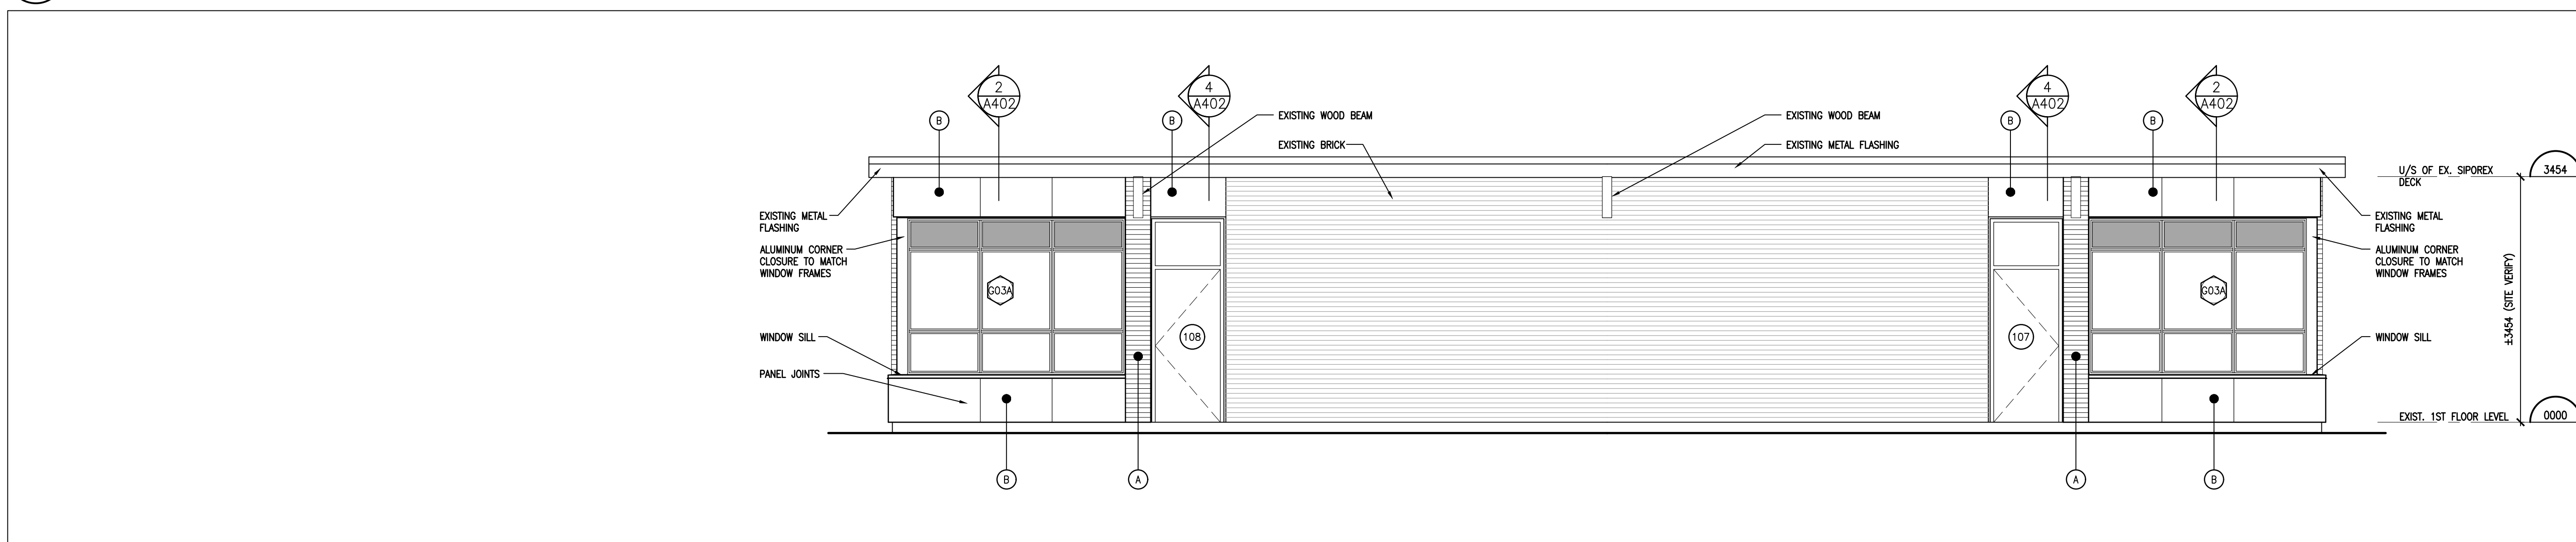 2
A402
4
A402
4
A402
2
A402
B
B
B
B
EXISTING WOOD BEAM
EXISTING BRICK
EXISTING WOOD BEAM
EXISTING METAL FLASHING
U/S OF EX. SIPOREX
DECK
3454
EXISTING METAL
FLASHING
ALUMINUM CORNER
CLOSURE TO MATCH
WINDOW FRAMES
WINDOW SILL
PANEL JOINTS
G03A
108
107
G03A
EXISTING METAL
FLASHING
ALUMINUM CORNER
CLOSURE TO MATCH
WINDOW FRAMES
WINDOW SILL
±3454 (SITE VERIFY)
EXIST. 1ST FLOOR LEVEL
0000
B
A
A
B